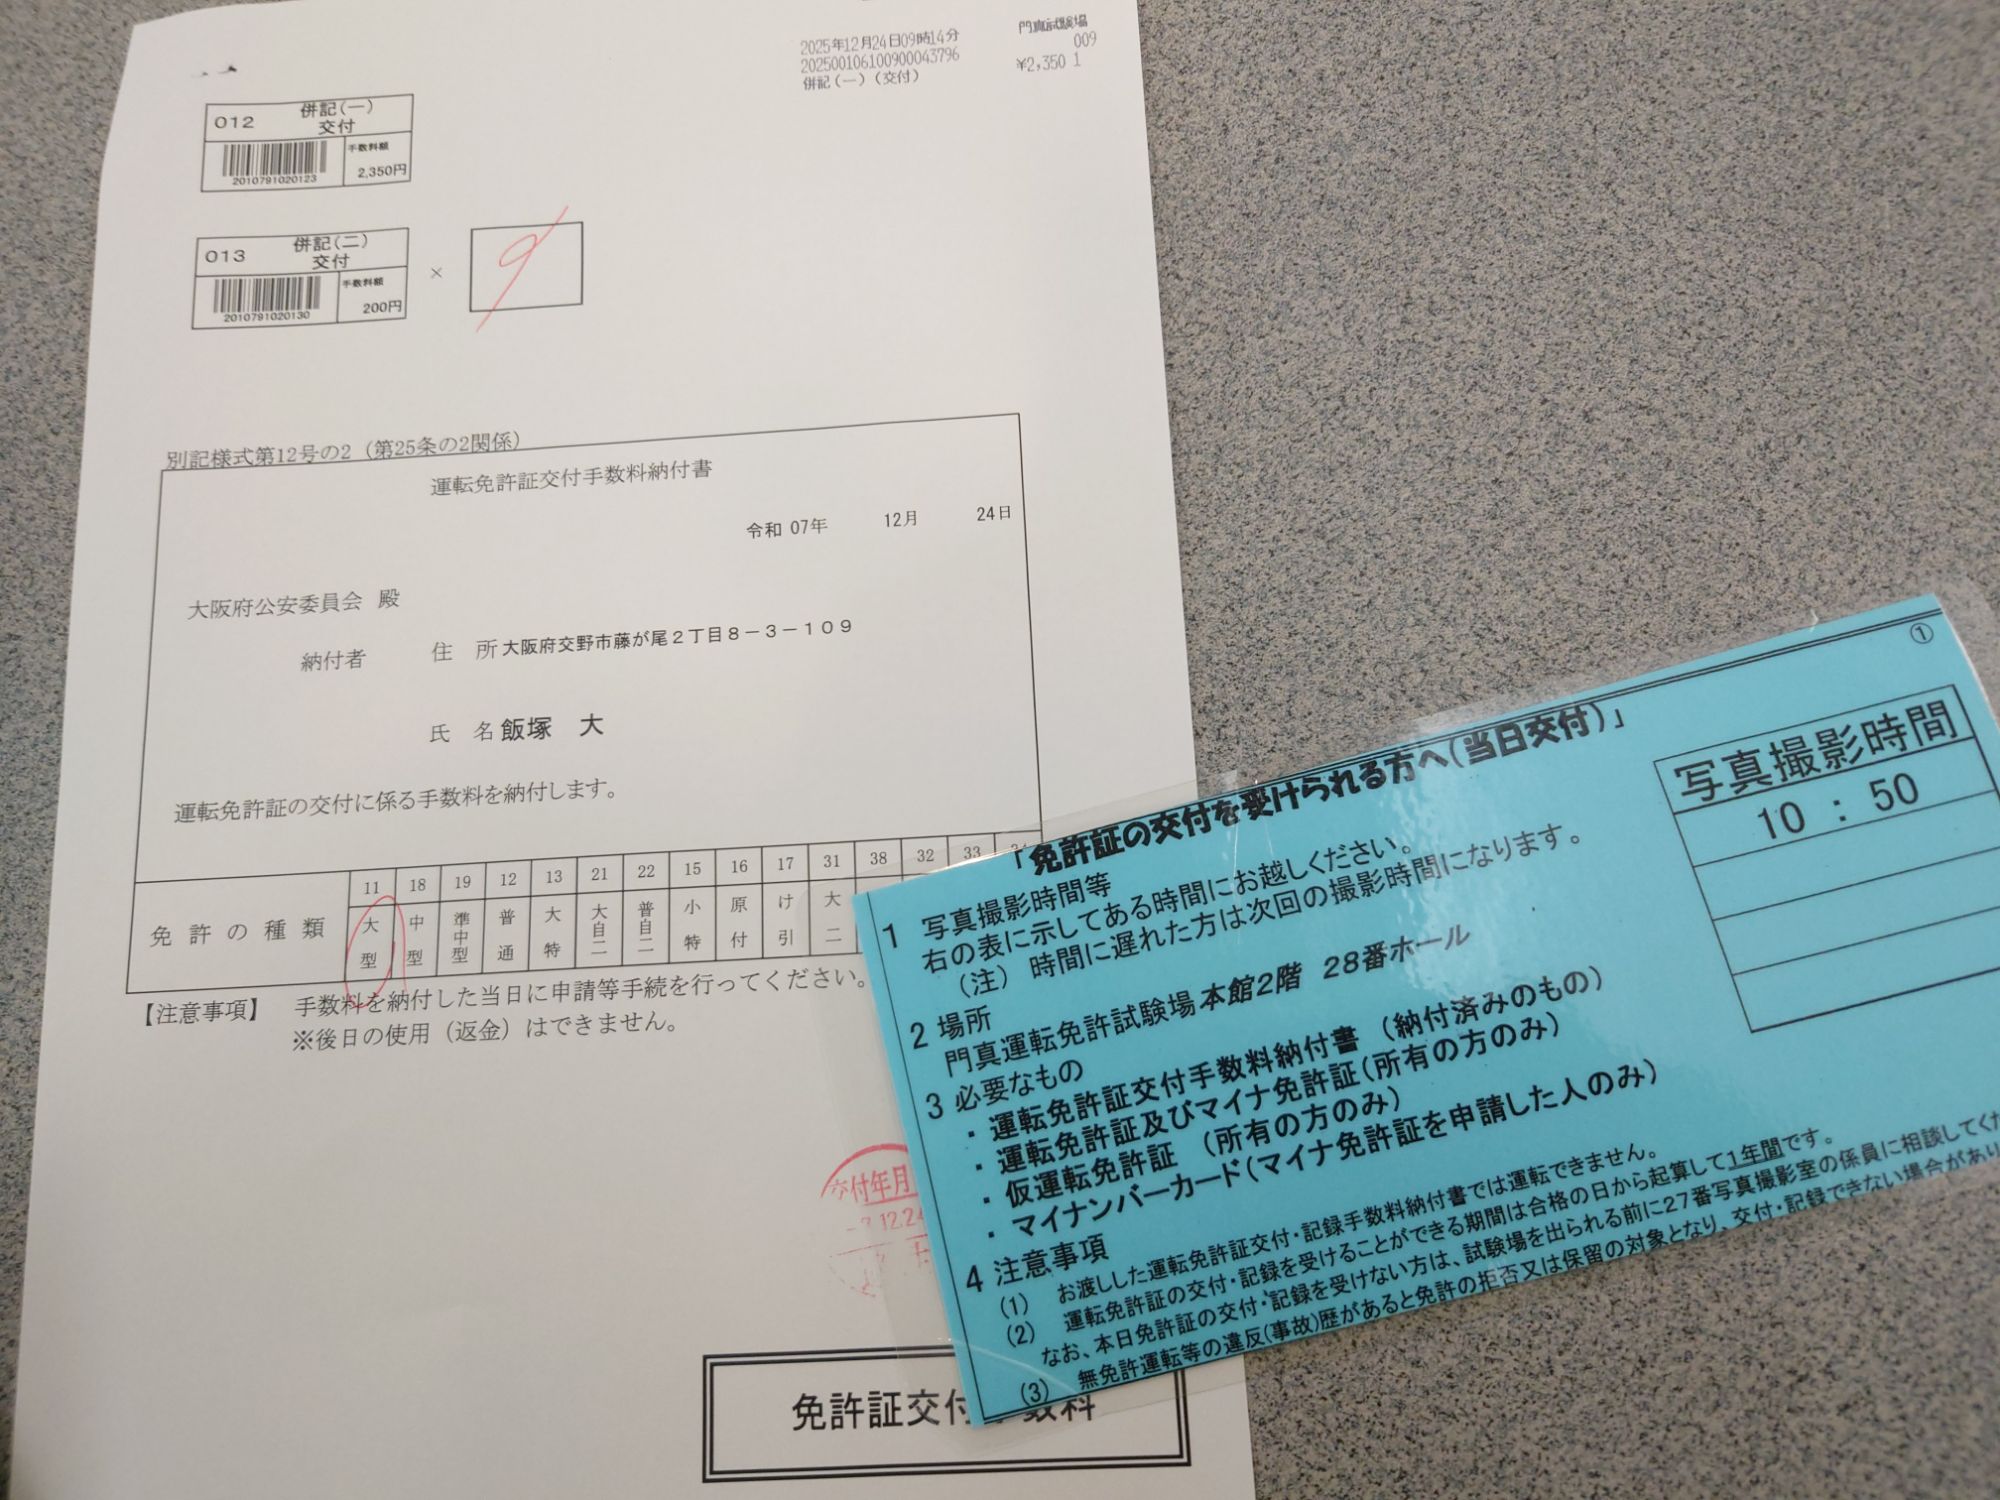 2025年12月24日09時14分
門真試験場
202500106100900043796
009
併記(一)(交付)
¥2,350 1
012 併記(一) 交付
手数料額
2,350円
2010791020123
013 併記(二) 交付
手数料額
200円
2010791020130
×
9
別記様式第12号の2(第25条の2関係)
運転免許証交付手数料納付書
令和 07年 12月 24日
大阪府公安委員会 殿
納付者 住 所 大阪府交野市藤が尾2丁目8-3-109
氏 名 飯塚 大
運転免許証の交付に係る手数料を納付します。
免許の種類
11 18 19 12 13 21 22 15 16 17 31 38 32 33
大型 中型 準中型 普通 大特 大自二 普自二 小特 原付 け引 大二
【注意事項】 手数料を納付した当日に申請等手続を行ってください。
※後日の使用(返金)はできません。
交付年月
免許証交付 数料
①
「免許証の交付を受けられる方へ(当日交付)」
写真撮影時間
10:50
1 写真撮影時間等
右の表に示してある時間にお越しください。
(注) 時間に遅れた方は次回の撮影時間になります。
2 場所
門真運転免許試験場本館2階 28番ホール
3 必要なもの
・運転免許証交付手数料納付書(納付済みのもの)
・運転免許証及びマイナ免許証(所有の方のみ)
・仮運転免許証 (所有の方のみ)
・マイナンバーカード(マイナ免許証を申請した人のみ)
4 注意事項
(1) お渡しした運転免許証交付・記録手数料納付書では運転できません。
(2) 運転免許証の交付・記録を受けることができる期間は合格の日から起算して1年間です。
なお、本日免許証の交付・記録を受けない方は、試験場を出られる前に27番写真撮影室の係員に相談してくだ
(3) 無免許運転等の違反(事故)歴があると免許の拒否又は保留の対象となり、交付・記録できない場合があり